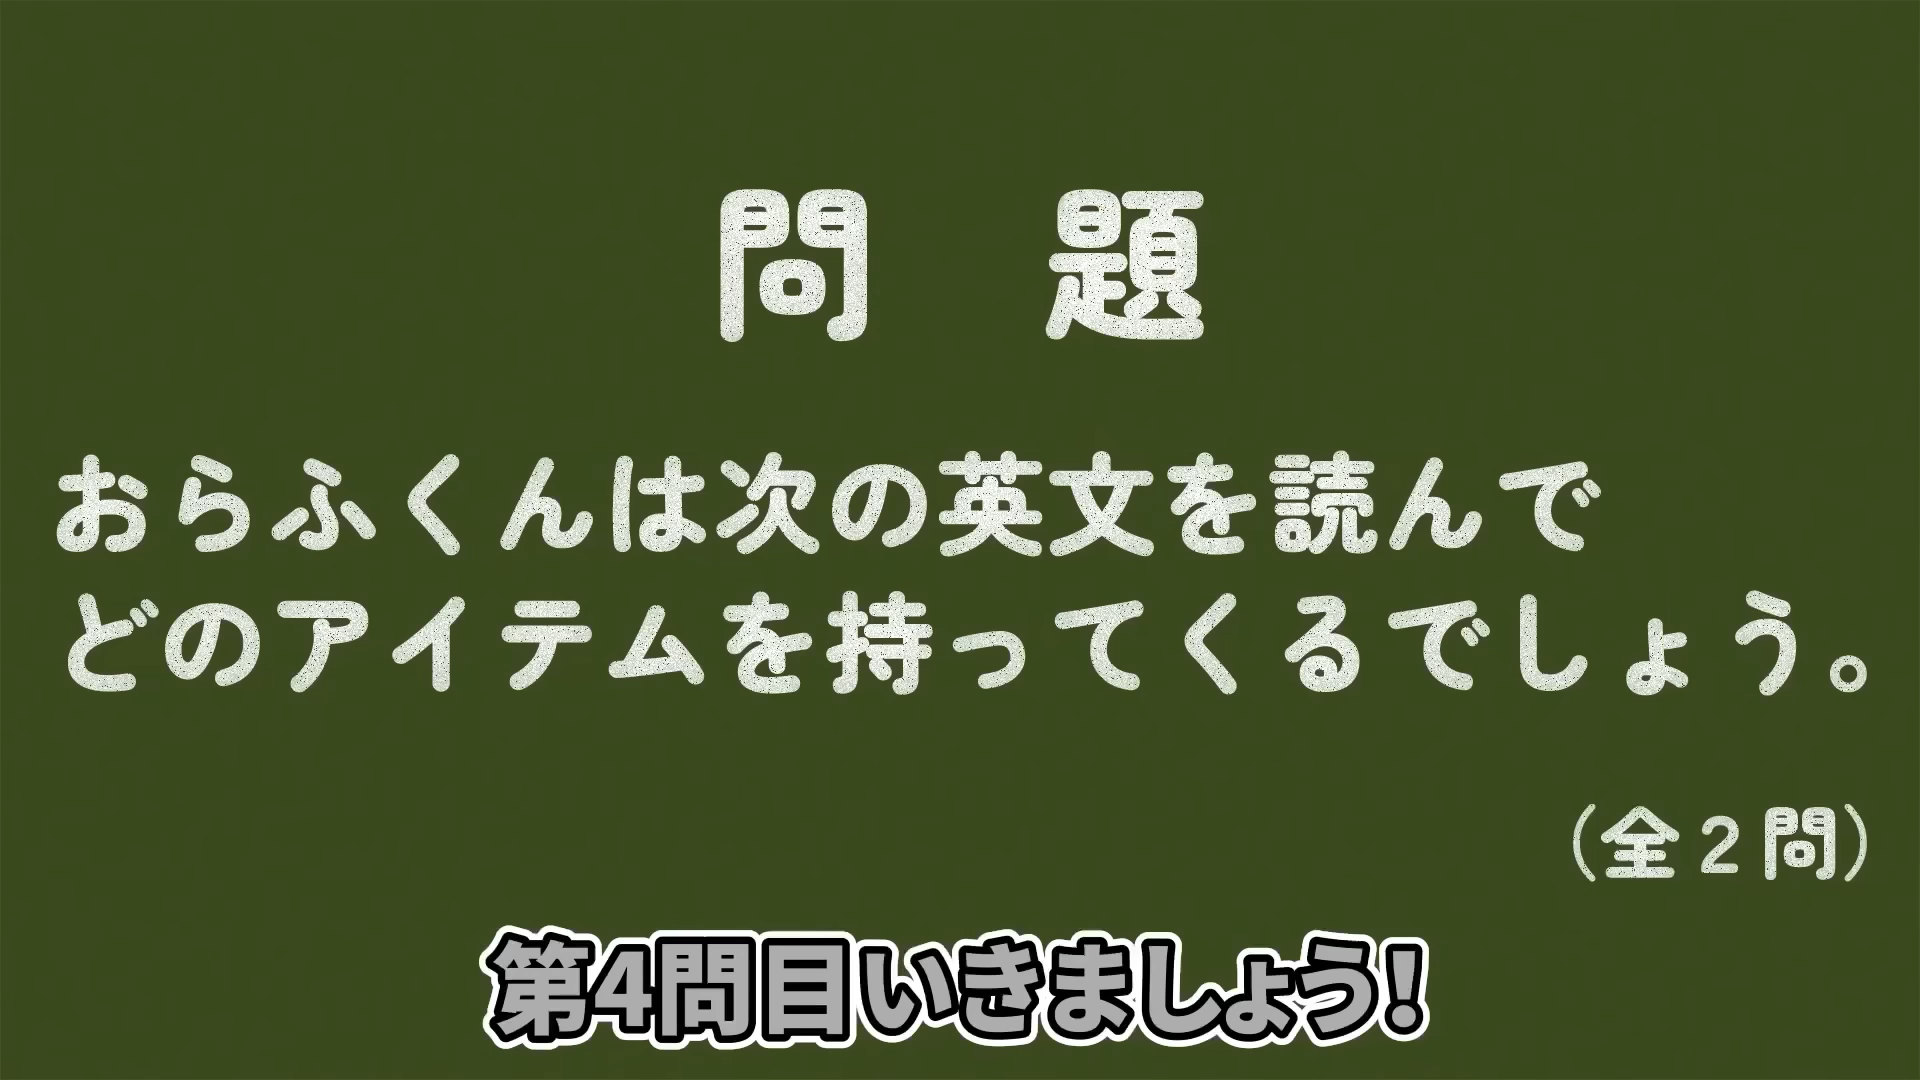 問　題
おらふくんは次の英文を読んで
どのアイテムを持ってくるでしょう。
（全２問）
第4問目いきましょう！